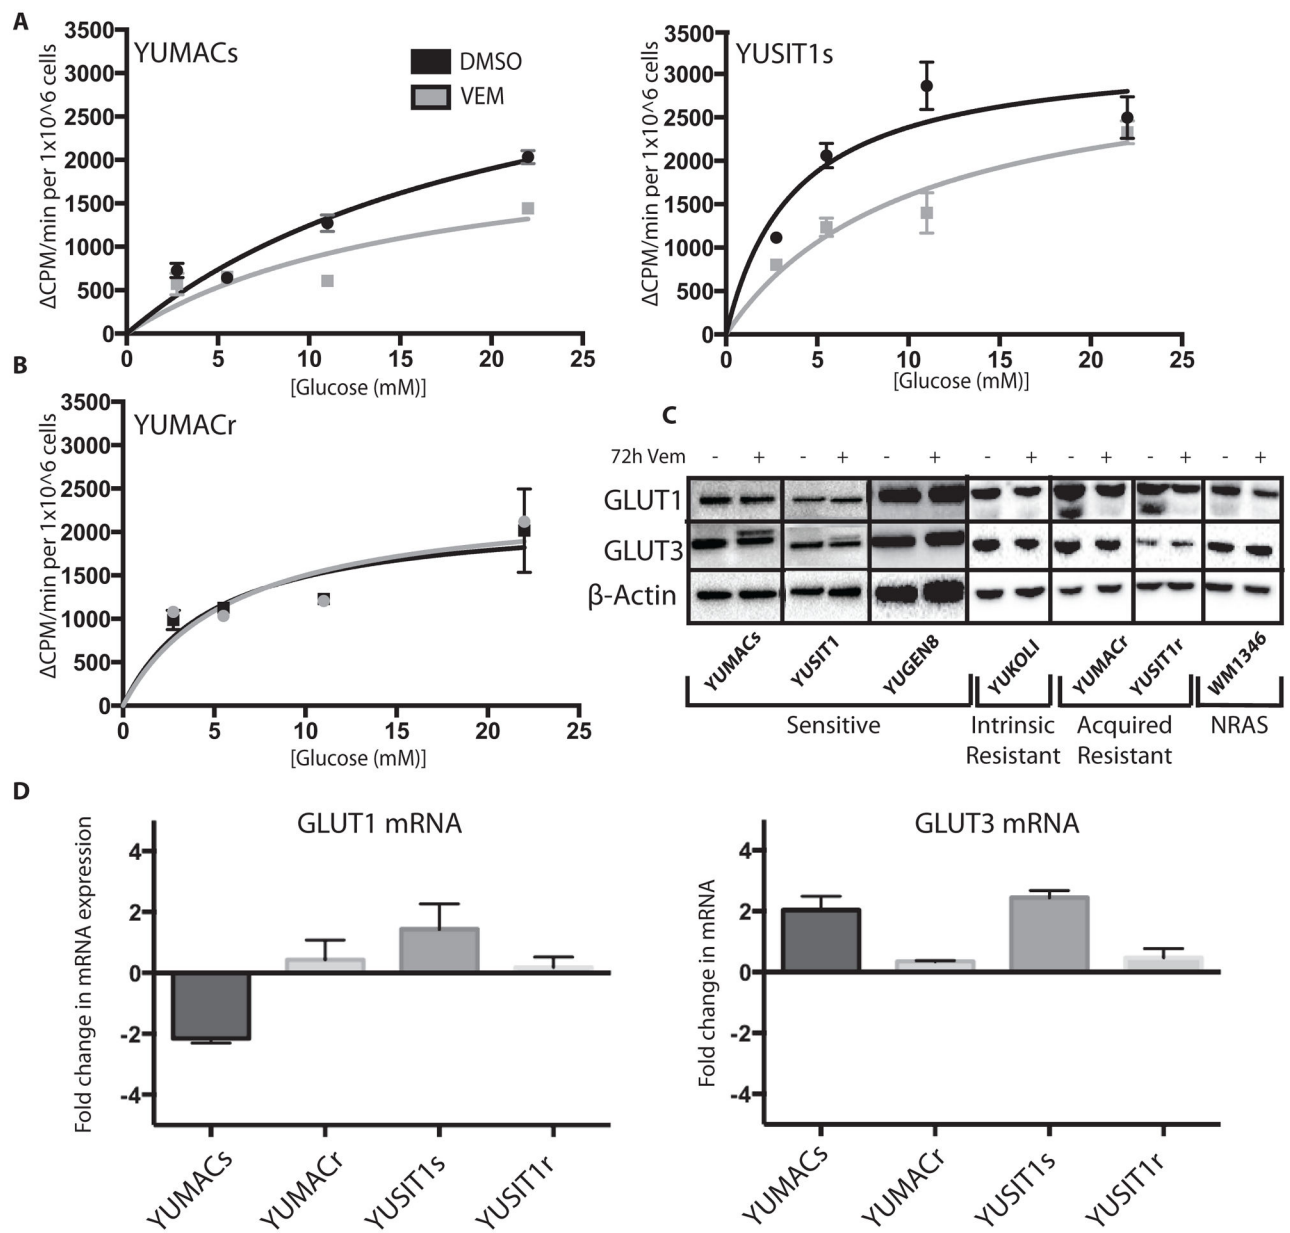 A
YUMACs
DMSO
VEM
ΔCPM/min per 1x10^6 cells
3500
3000
2500
2000
1500
1000
500
0
0 5 10 15 20 25
[Glucose (mM)]
YUSIT1s
ΔCPM/min per 1x10^6 cells
3500
3000
2500
2000
1500
1000
500
0
0 5 10 15 20 25
[Glucose (mM)]
B
YUMACr
ΔCPM/min per 1x10^6 cells
3500
3000
2500
2000
1500
1000
500
0
0 5 10 15 20 25
[Glucose (mM)]
C
72h Vem - + - + - + - + - + - + - +
GLUT1
GLUT3
β-Actin
YUMACs YUSIT1 YUGEN8 YUKOLI YUMACr YUSIT1r WM1346
Sensitive Intrinsic Resistant Acquired Resistant NRAS
D
GLUT1 mRNA
Fold change in mRNA expression
4
2
0
-2
-4
YUMACs YUMACr YUSIT1s YUSIT1r
GLUT3 mRNA
Fold change in mRNA
4
2
0
-2
-4
YUMACs YUMACr YUSIT1s YUSIT1r